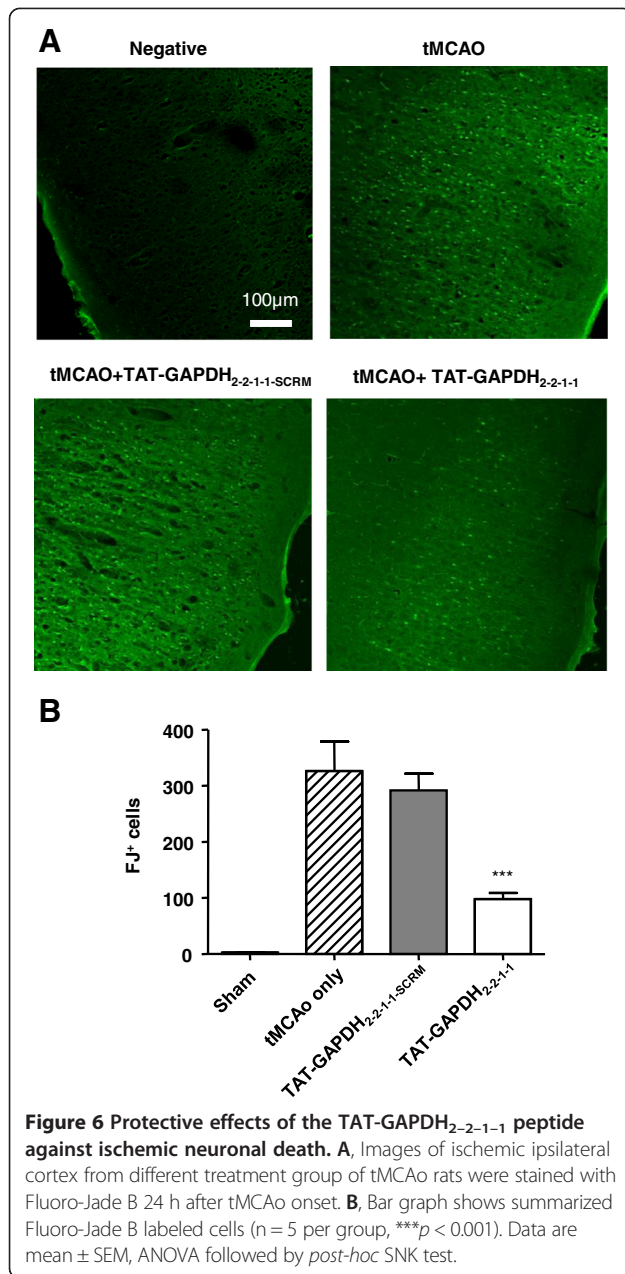 A
Negative
tMCAO
100µm
tMCAO+TAT-GAPDH2-2-1-1-SCRM
tMCAO+ TAT-GAPDH2-2-1-1
B
400
300
200
100
0
FJ+ cells
***
Sham
tMCAo only
TAT-GAPDH2-2-1-1-SCRM
TAT-GAPDH2-2-1-1
Figure 6 Protective effects of the TAT-GAPDH2–2–1–1 peptide
against ischemic neuronal death. A, Images of ischemic ipsilateral
cortex from different treatment group of tMCAo rats were stained with
Fluoro-Jade B 24 h after tMCAo onset. B, Bar graph shows summarized
Fluoro-Jade B labeled cells (n = 5 per group, ***p < 0.001). Data are
mean ± SEM, ANOVA followed by post-hoc SNK test.